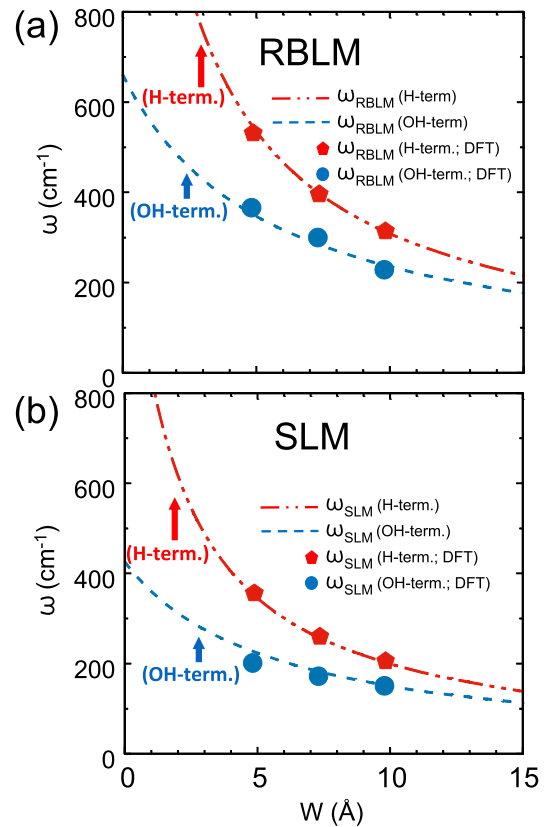 (a)
RBLM
800
600
400
200
0
ω (cm⁻¹)
(H-term.)
(OH-term.)
ω_RBLM (H-term)
ω_RBLM (OH-term)
ω_RBLM (H-term.; DFT)
ω_RBLM (OH-term.; DFT)
(b)
SLM
800
600
400
200
0
ω (cm⁻¹)
(H-term.)
(OH-term.)
ω_SLM (H-term.)
ω_SLM (OH-term.)
ω_SLM (H-term.; DFT)
ω_SLM (OH-term.; DFT)
0 5 10 15
W (Å)